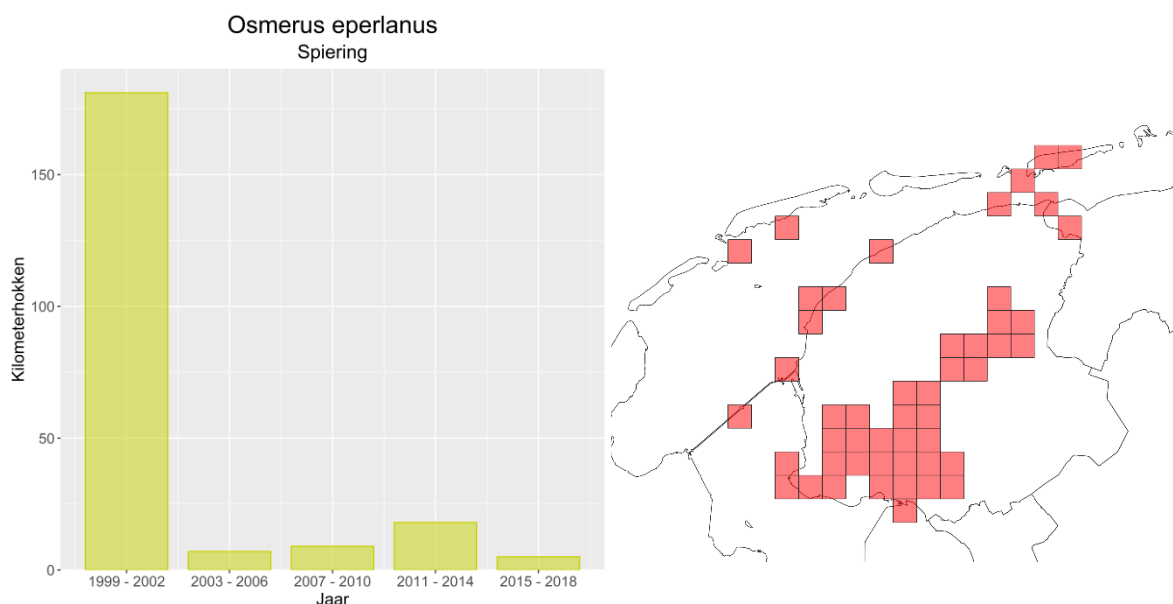 Osmerus eperlanus
Spiering
Kilometerhokken
150
100
50
0
1999 - 2002
2003 - 2006
2007 - 2010
2011 - 2014
2015 - 2018
Jaar